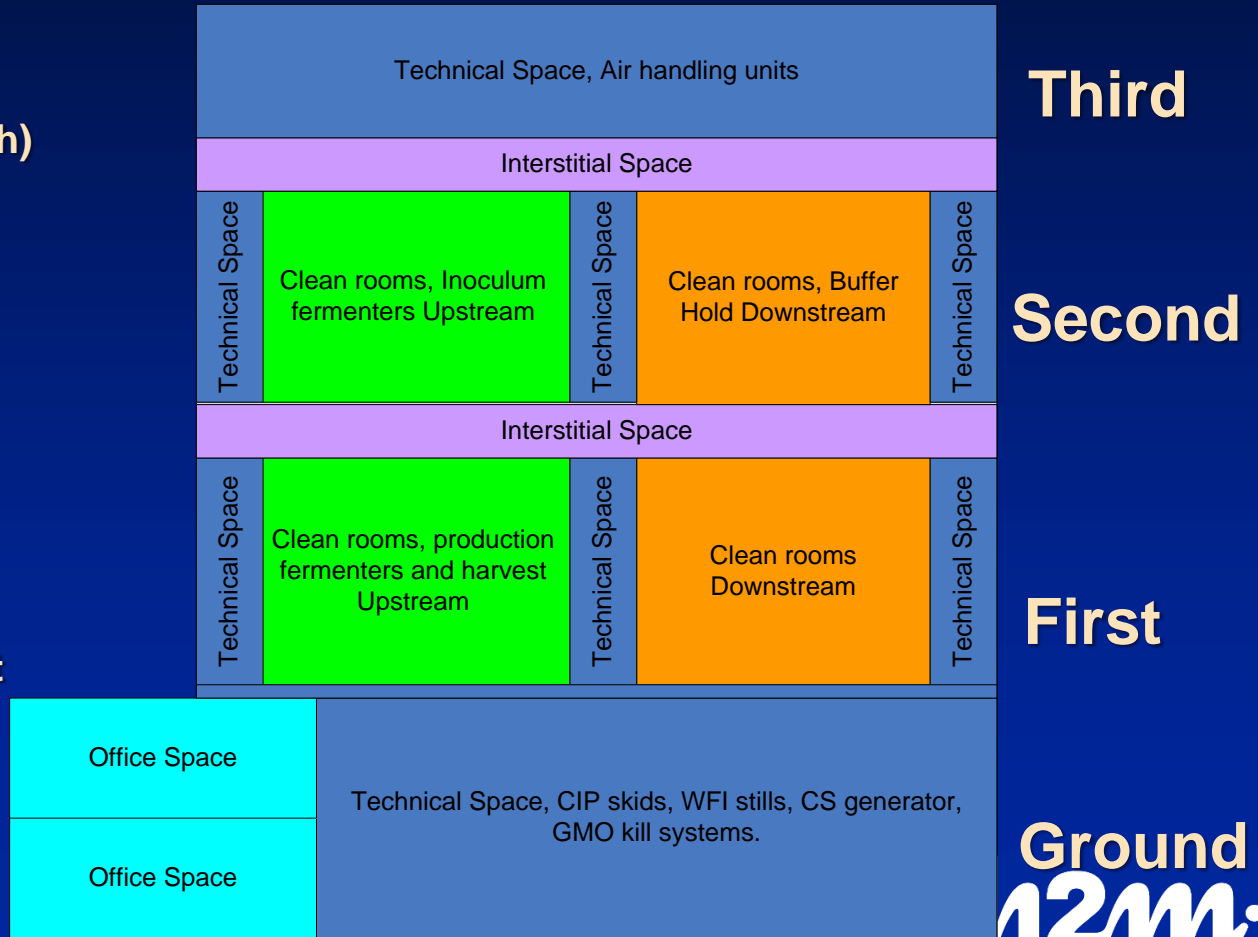 Technical Space, Air handling units
Third
h)
Interstitial Space
Technical Space
Clean rooms, Inoculum
fermenters Upstream
Technical Space
Clean rooms, Buffer
Hold Downstream
Technical Space
Second
Interstitial Space
Technical Space
Clean rooms, production
fermenters and harvest
Upstream
Technical Space
Clean rooms
Downstream
Technical Space
First
t
Office Space
Technical Space, CIP skids, WFI stills, CS generator,
GMO kill systems.
Office Space
Ground